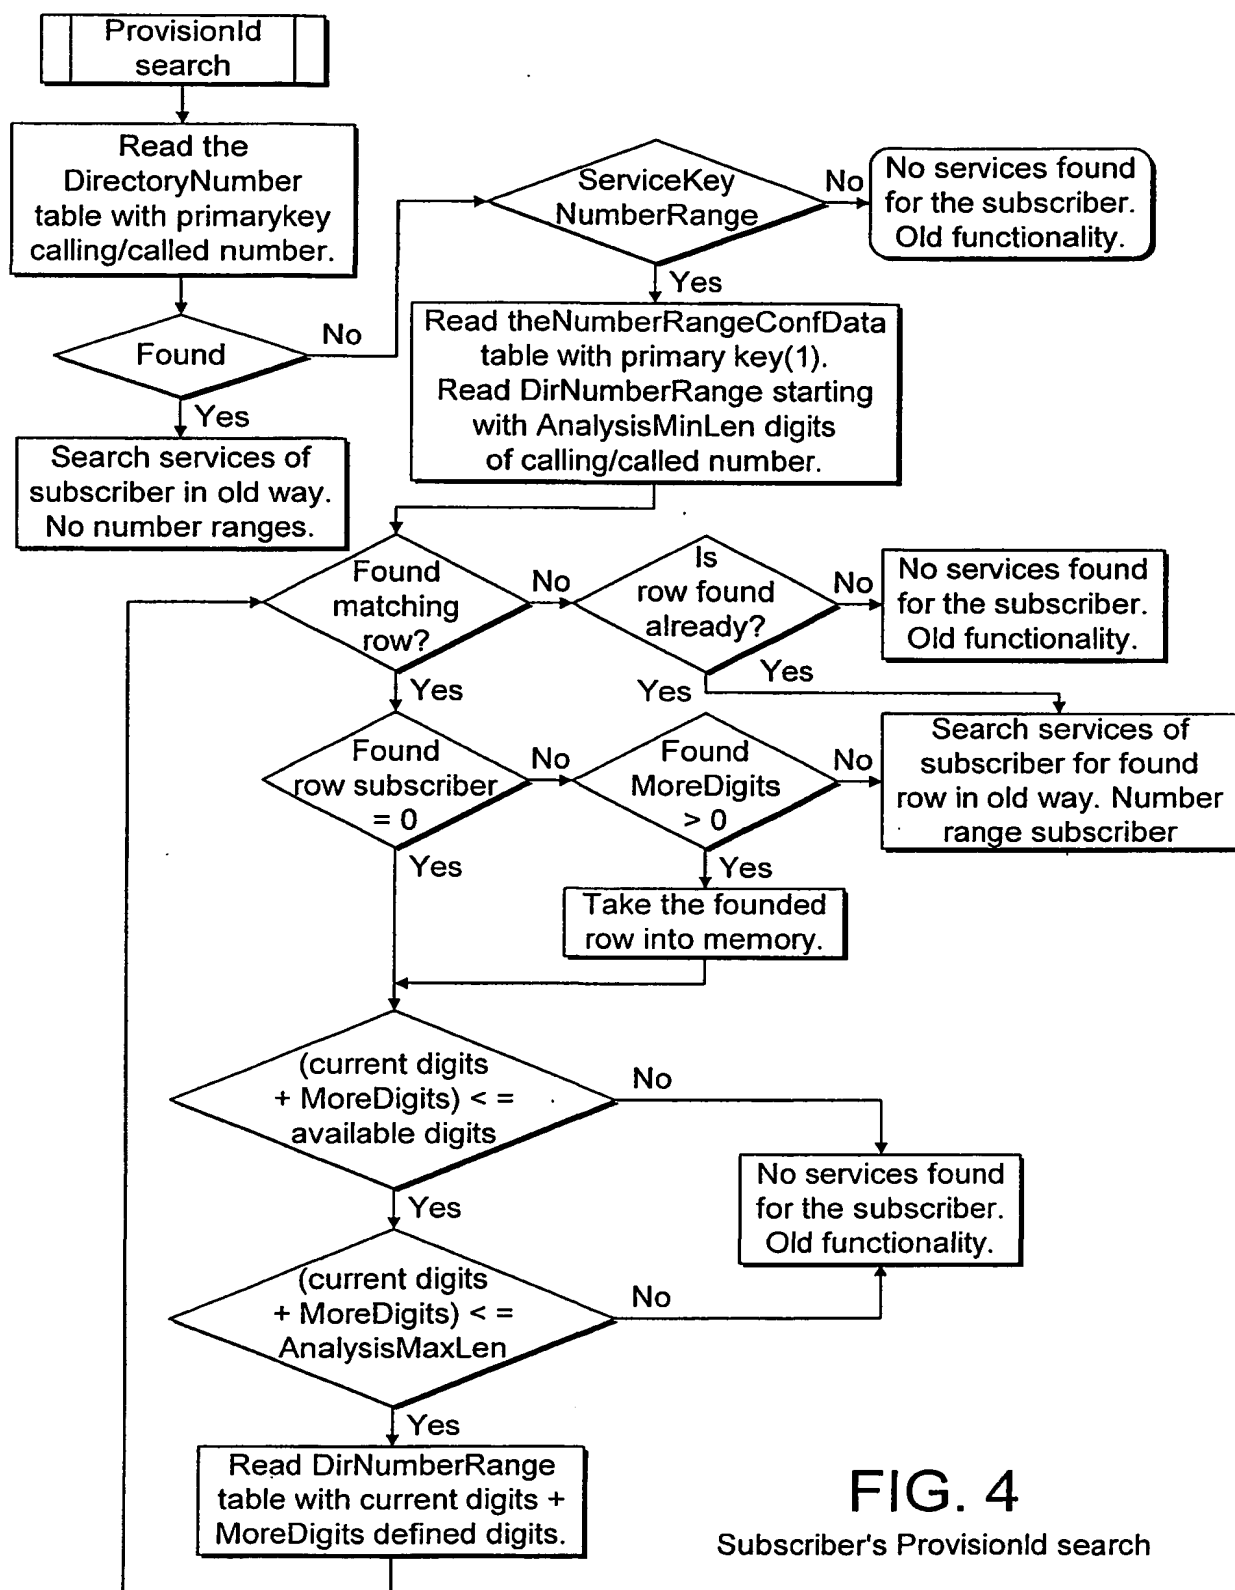 ProvisionId
search
Read the
DirectoryNumber
table with primarykey
calling/called number.
Found
No
Yes
Search services of
subscriber in old way.
No number ranges.
ServiceKey
NumberRange
No
No services found
for the subscriber.
Old functionality.
Yes
Read theNumberRangeConfData
table with primary key(1).
Read DirNumberRange starting
with AnalysisMinLen digits
of calling/called number.
Found
matching
row?
No
Is
row found
already?
No
No services found
for the subscriber.
Old functionality.
Yes
Yes
Yes
Found
row subscriber
= 0
No
Found
MoreDigits
> 0
No
Search services of
subscriber for found
row in old way. Number
range subscriber
Yes
Yes
Take the founded
row into memory.
(current digits
+ MoreDigits) < =
available digits
No
Yes
No services found
for the subscriber.
Old functionality.
(current digits
+ MoreDigits) < =
AnalysisMaxLen
No
Yes
Read DirNumberRange
table with current digits +
MoreDigits defined digits.
FIG. 4
Subscriber's ProvisionId search